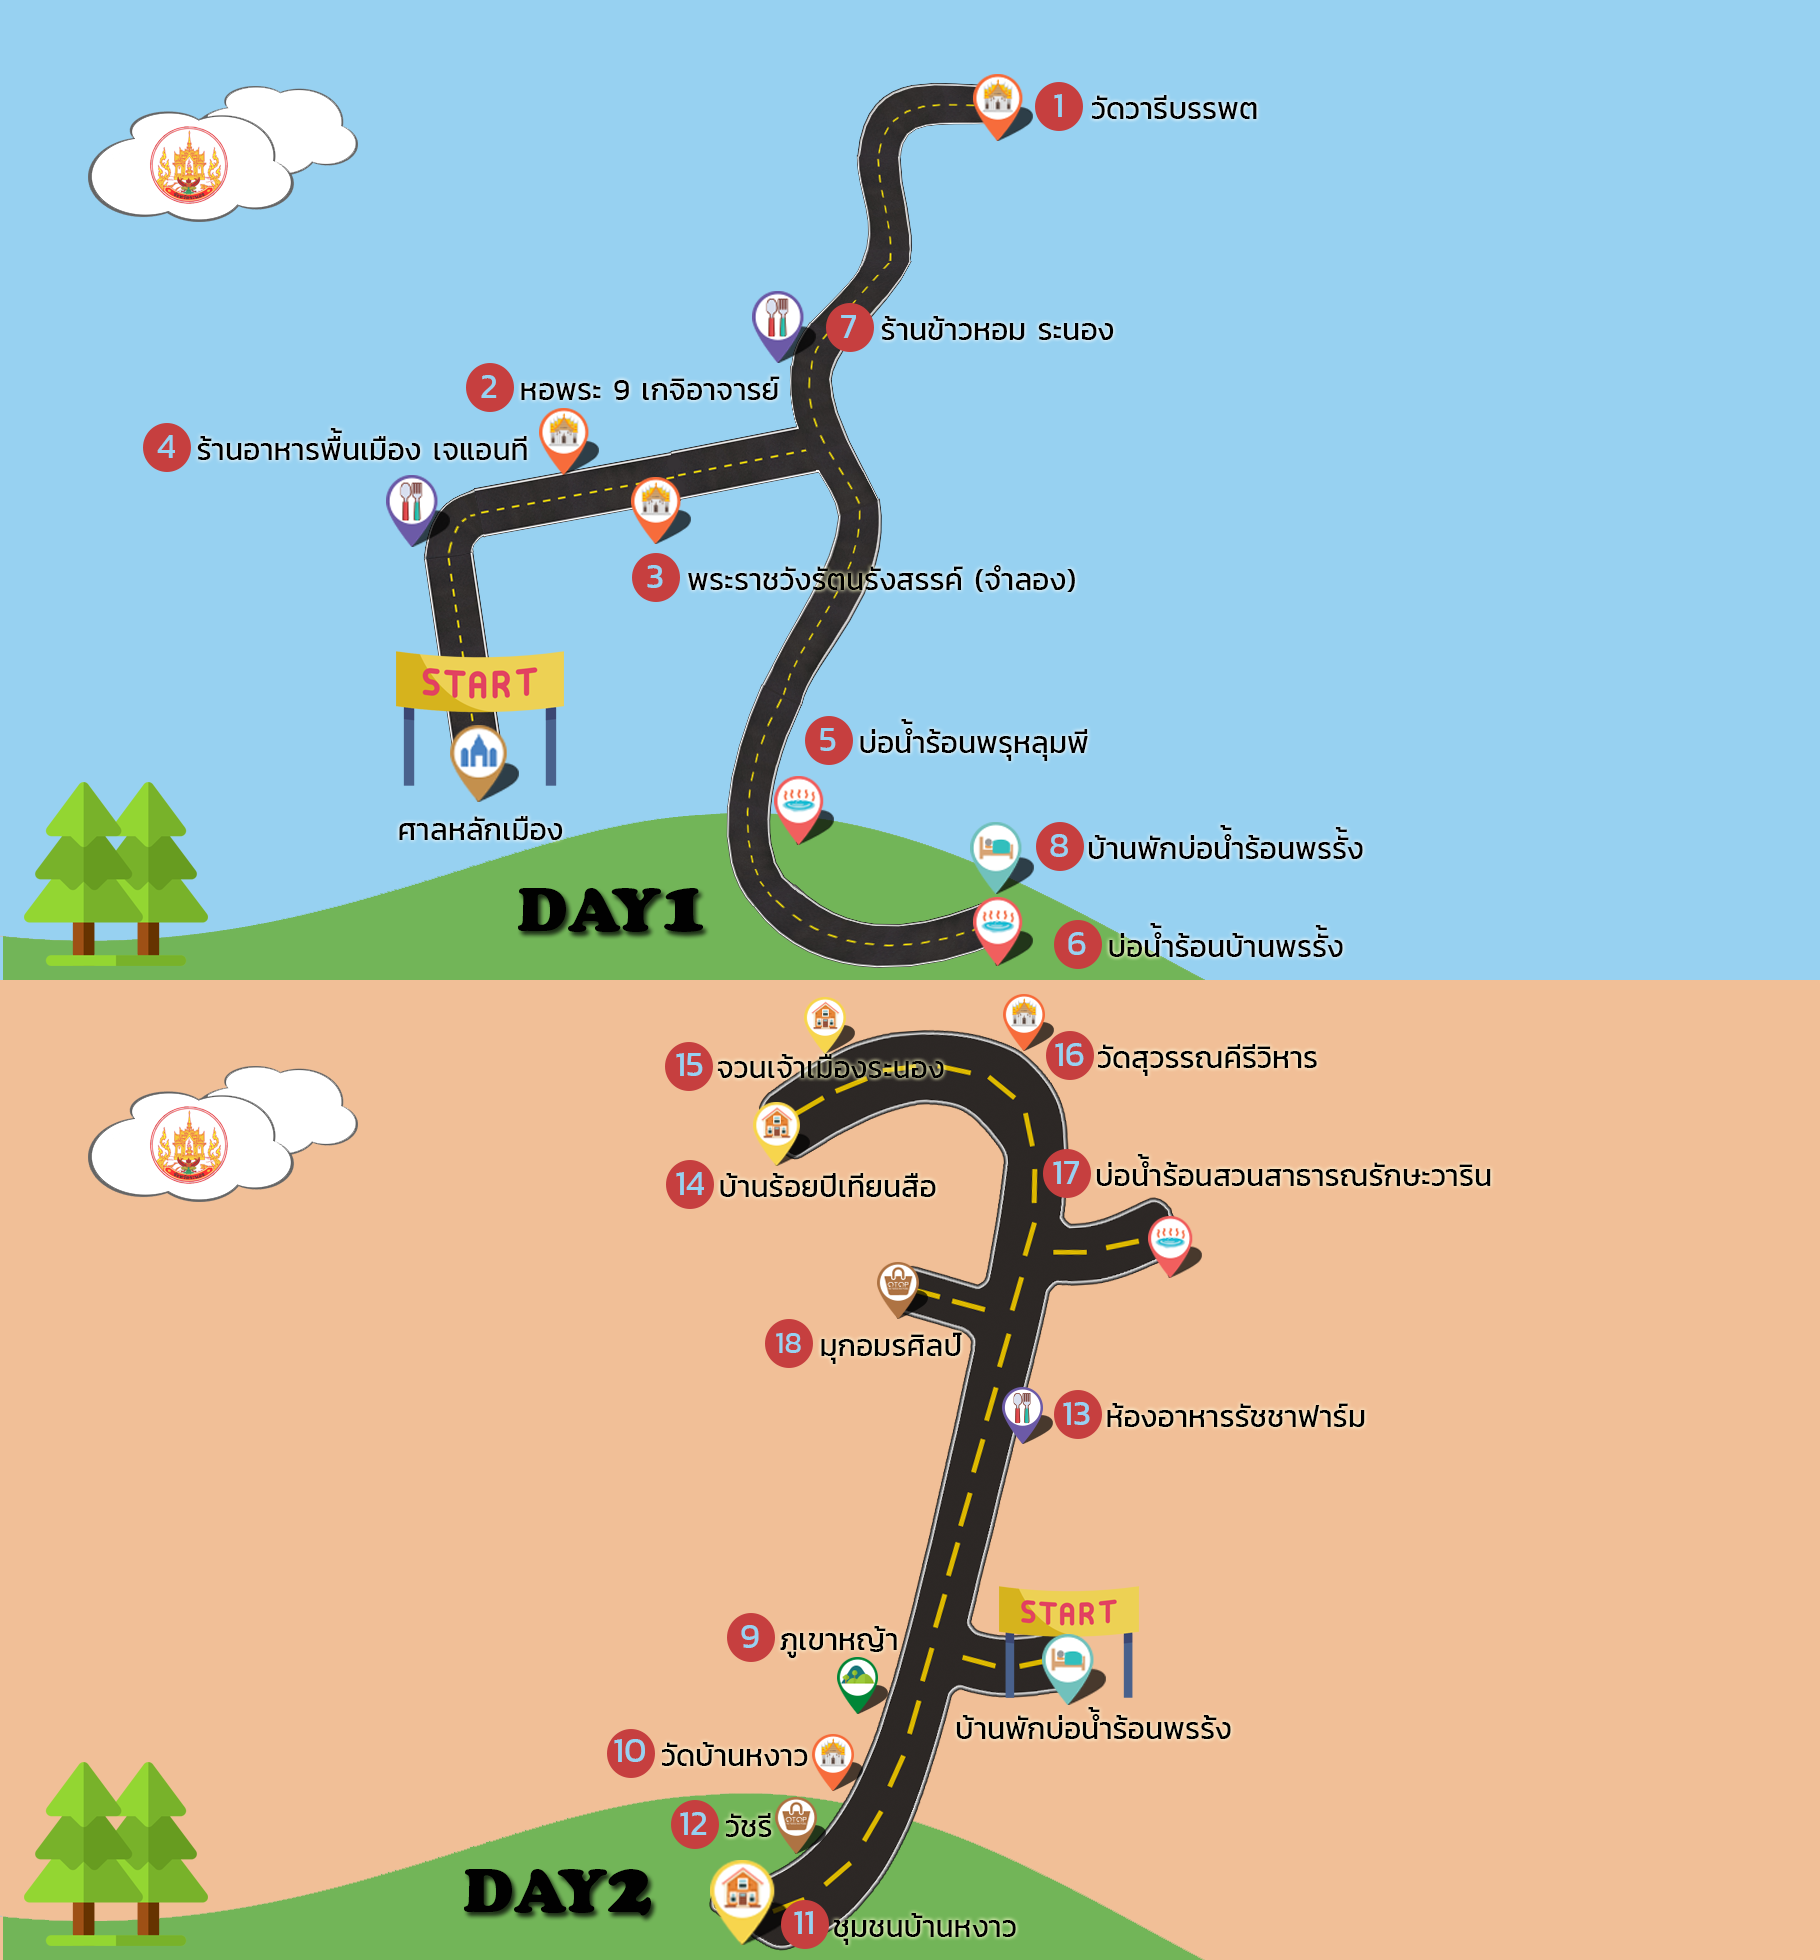 1 วัดวารีบรรพต
7 ร้านข้าวหอม ระนอง
2 หอพระ 9 เกจิอาจารย์
4 ร้านอาหารพื้นเมือง เจแอนที
3 พระราชวังรัตนรังสรรค์ (จำลอง)
START
5 บ่อน้ำร้อนพรุหลุมพี
ศาลหลักเมือง
8 บ้านพักบ่อน้ำร้อนพรรั้ง
DAY1
6 บ่อน้ำร้อนบ้านพรรั้ง
16 วัดสุวรรณคีรีวิหาร
15 จวนเจ้าเมืองระนอง
17 บ่อน้ำร้อนสวนสาธารณรักษะวาริน
14 บ้านร้อยปีเทียนสือ
OTOP
18 มุกอมรศิลป์
13 ห้องอาหารรัชชาฟาร์ม
START
9 ภูเขาหญ้า
บ้านพักบ่อน้ำร้อนพรรั้ง
10 วัดบ้านหงาว
12 วัชรี
OTOP
DAY2
11 ชุมชนบ้านหงาว